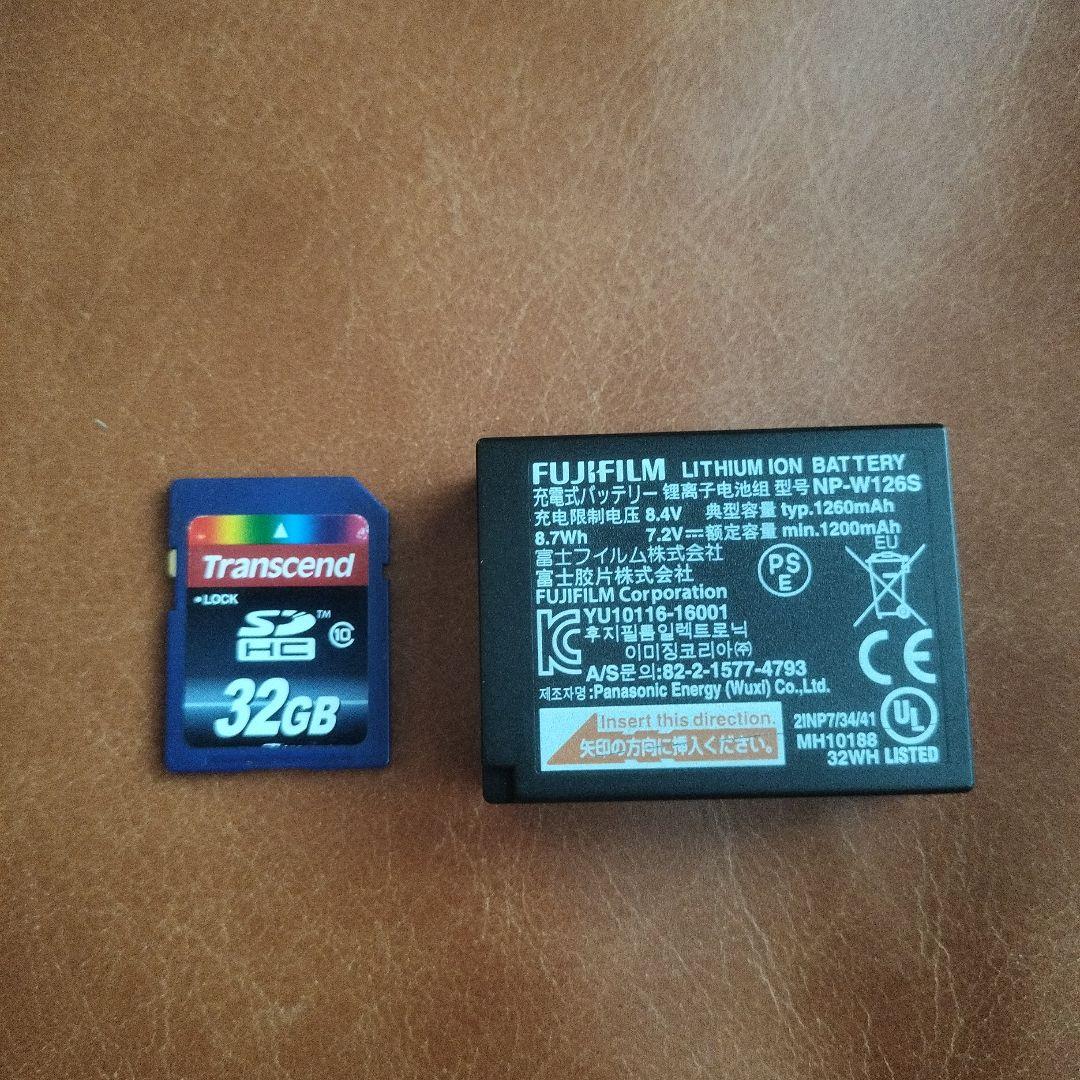 Transcend
LOCK
SD
HC
TM
10
32GB
FUJIFILM LITHIUM ION BATTERY
充電式バッテリー 锂离子电池组 型号 NP-W126S
充电限制电压 8.4V 典型容量 typ.1260mAh
8.7Wh 7.2V 额定容量 min.1200mAh
富士フイルム株式会社
富士胶片株式会社
FUJIFILM Corporation
PS
E
EU
YU10116-16001
후지필름일렉트로닉
이미징코리아㈜
A/S문의:82-2-1577-4793
제조자명:Panasonic Energy (Wuxi) Co.,Ltd.
KC
CE
Insert this direction.
矢印の方向に挿入ください。
2INP7/34/41
MH10188
32WH
UL
LISTED